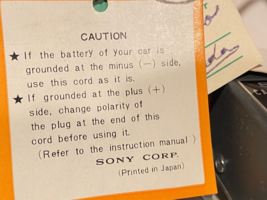 CAUTION
★ If the battery of your car is
grounded at the minus (−) side,
use this cord as it is.
★ If grounded at the plus (+)
side, change polarity of
the plug at the end of this
cord before using it.
(Refer to the instruction manual)
SONY CORP.
(Printed in Japan)